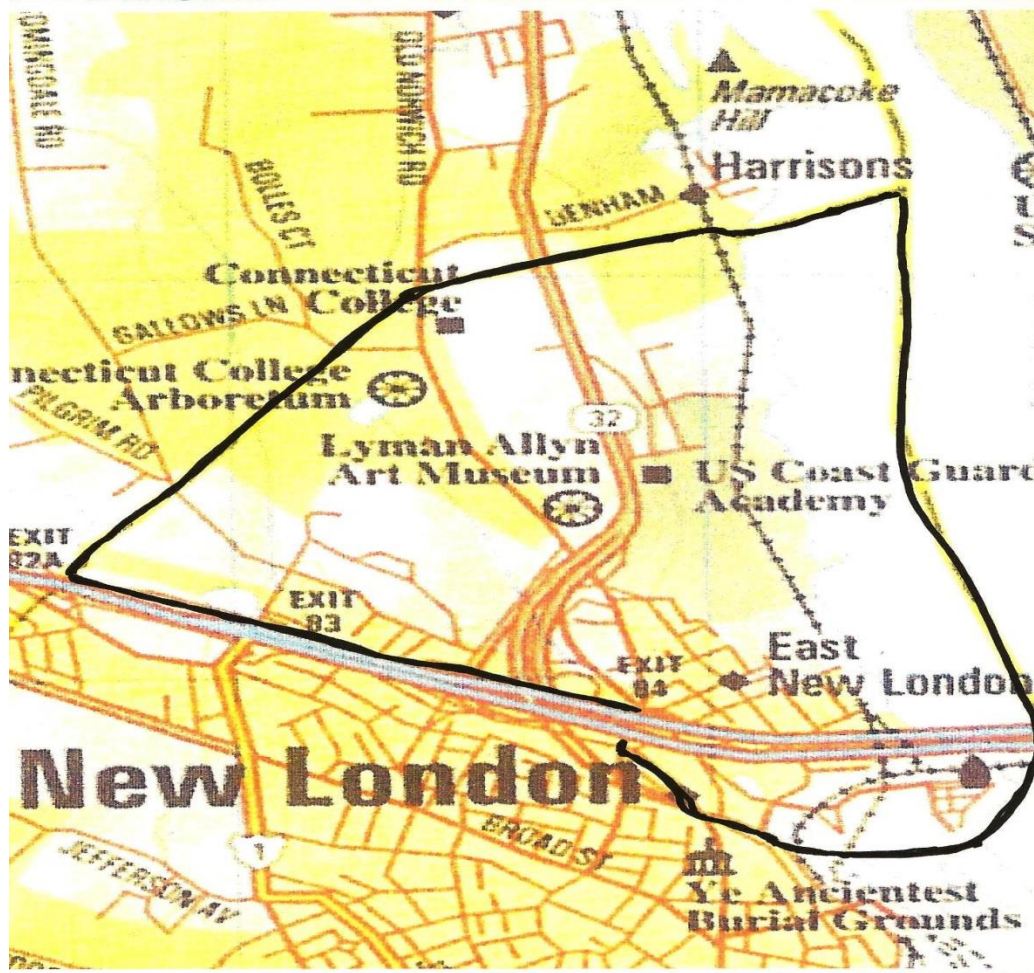 OLD NORWICH RD
BOLLES CT
Mamacoke
Hill
Harrisons
BENHAM
Connecticut
College
GALLOWS LN
nnecticut College
Arboretum
PILGRIM RD
32
Lyman Allyn
Art Museum
US Coast Guard
Academy
EXIT
82A
EXIT
83
EXIT
84
East
New London
New London
BROAD ST
1
JEFFERSON AV
Ye Ancientest
Burial Grounds